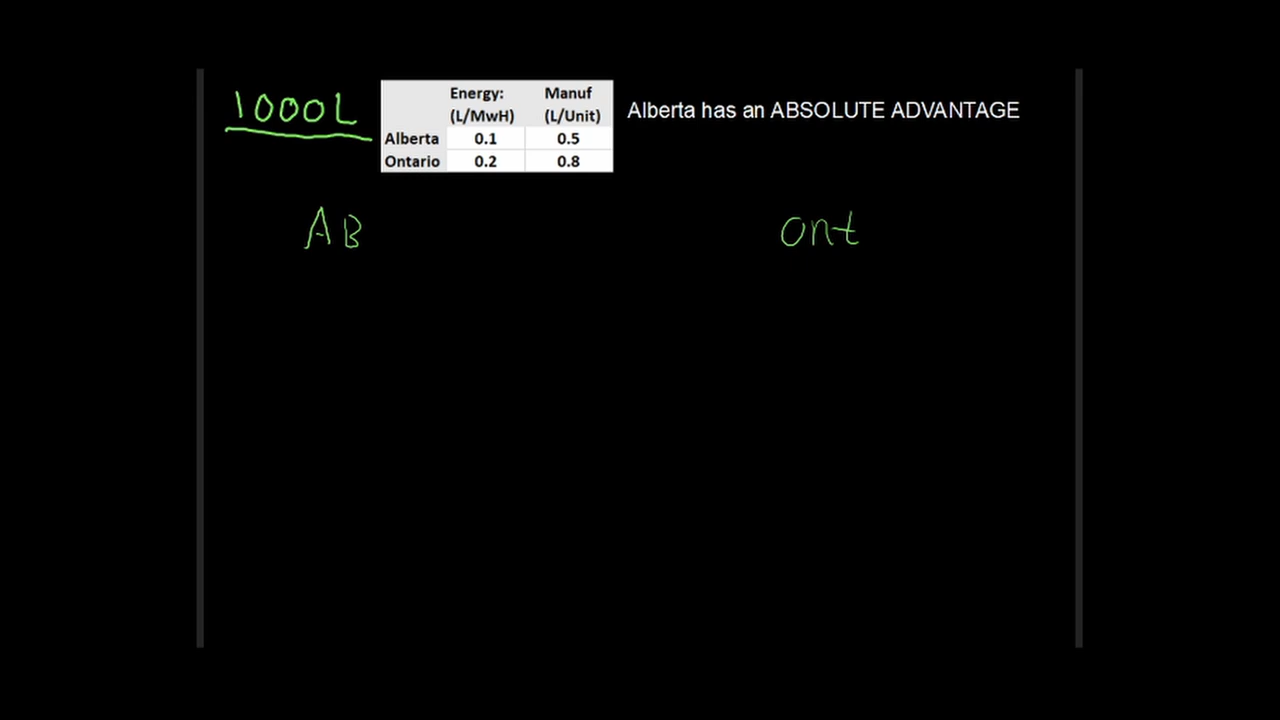 1000L
Energy: Manuf
(L/MwH) (L/Unit)
Alberta 0.1 0.5
Ontario 0.2 0.8
Alberta has an ABSOLUTE ADVANTAGE
AB ont